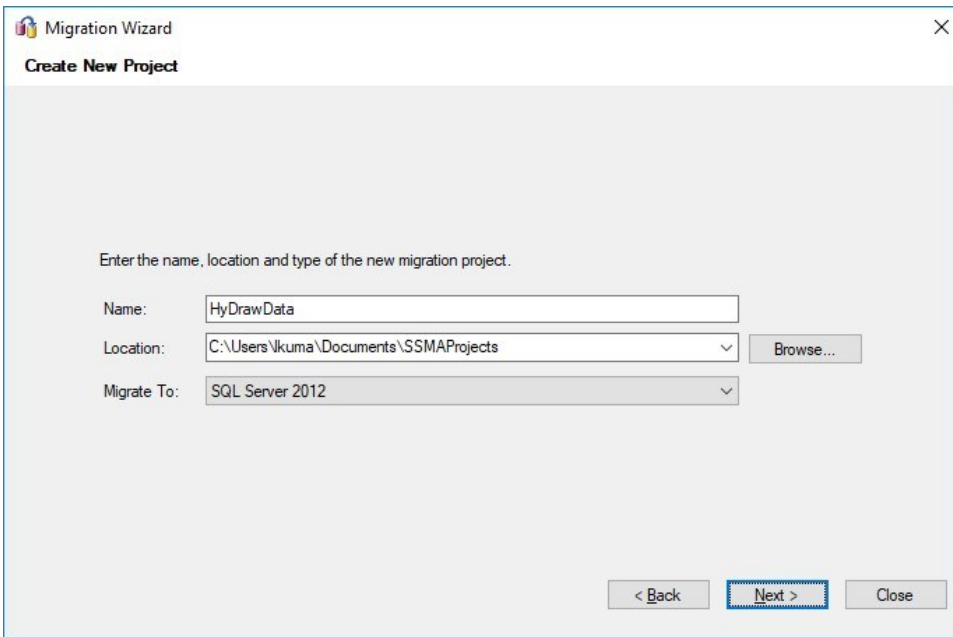 Migration Wizard
Create New Project
Enter the name, location and type of the new migration project.
Name: HyDrawData
Location: C:\Users\lkuma\Documents\SSMAProjects Browse...
Migrate To: SQL Server 2012
< Back Next > Close